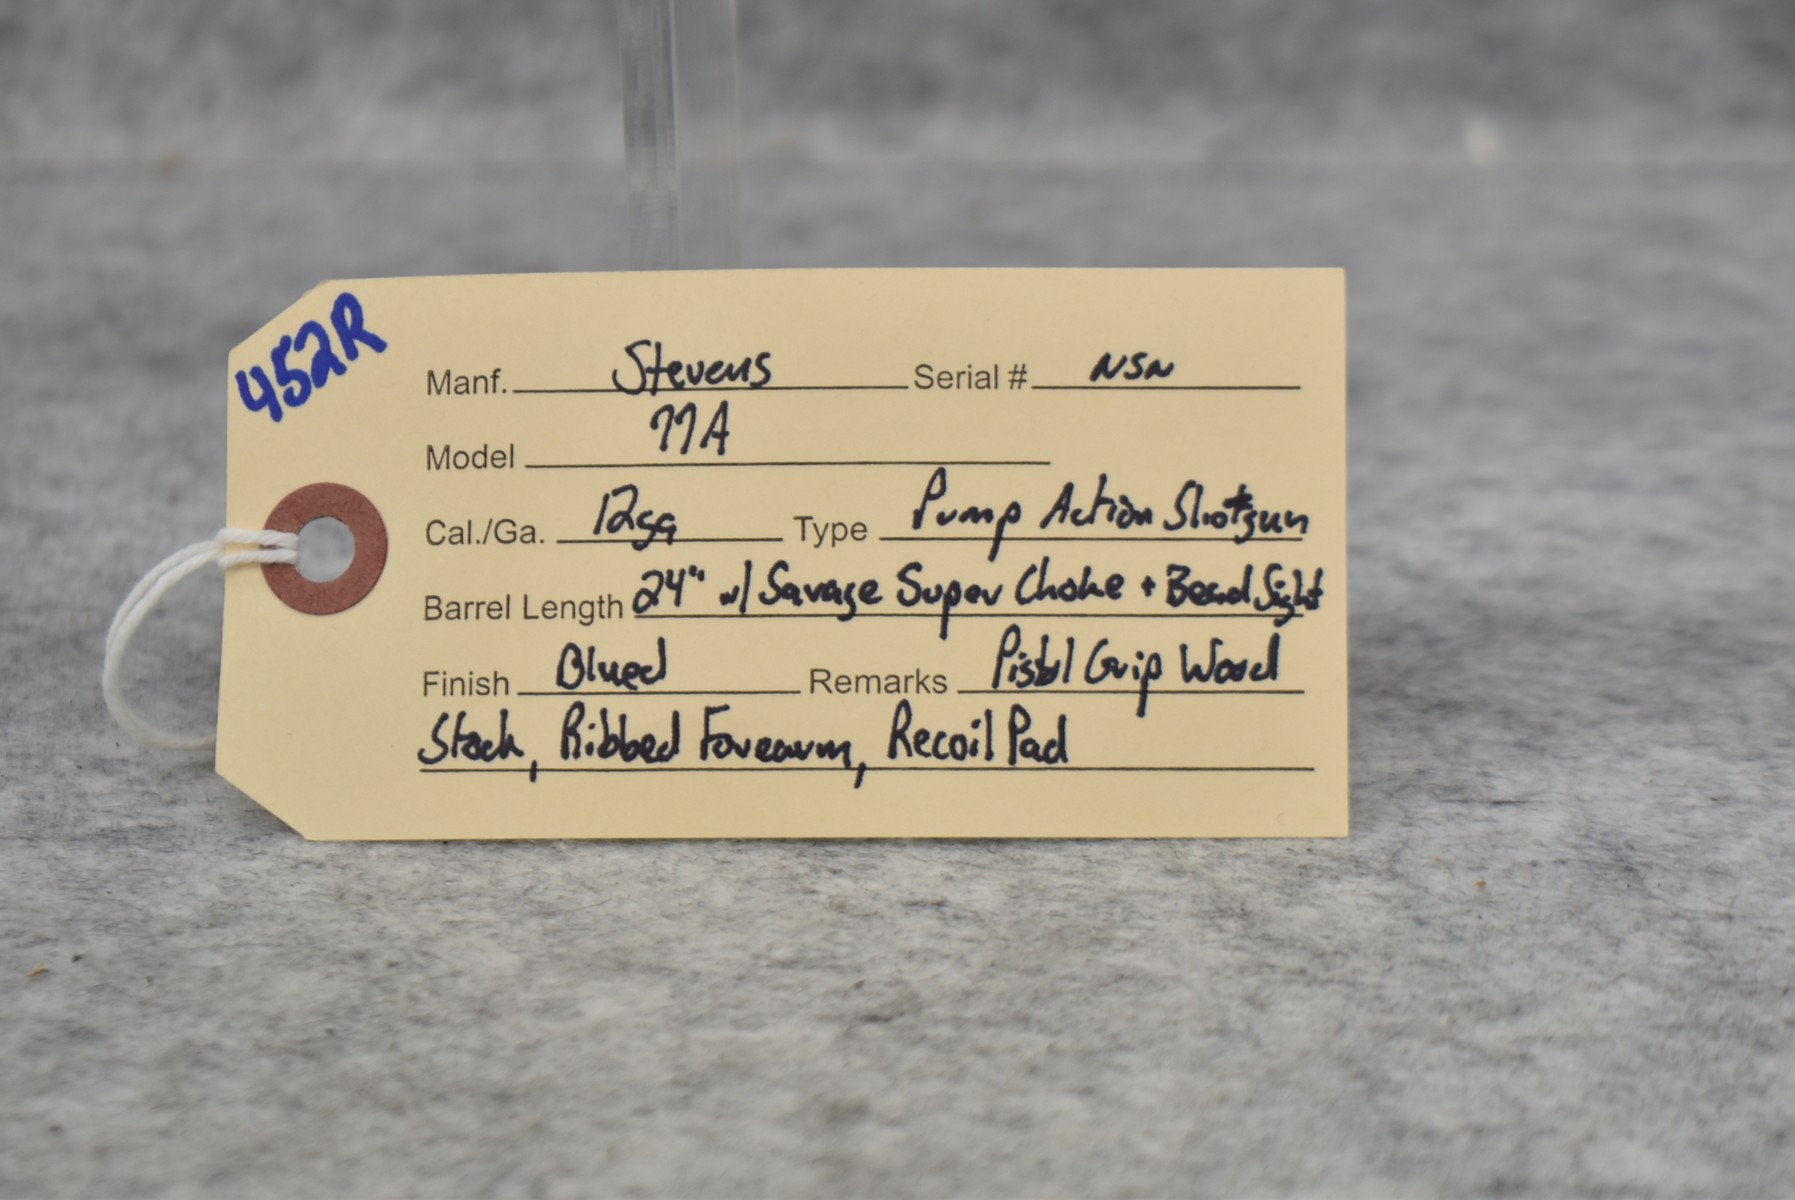 452R
Manf. Stevens Serial # NSN
Model 77A
Cal./Ga. 12ga Type Pump Action Shotgun
Barrel Length 24" w/ Savage Super Choke + Bead Sight
Finish Blued Remarks Pistol Grip Wood
Stock, Ribbed Forearm, Recoil Pad